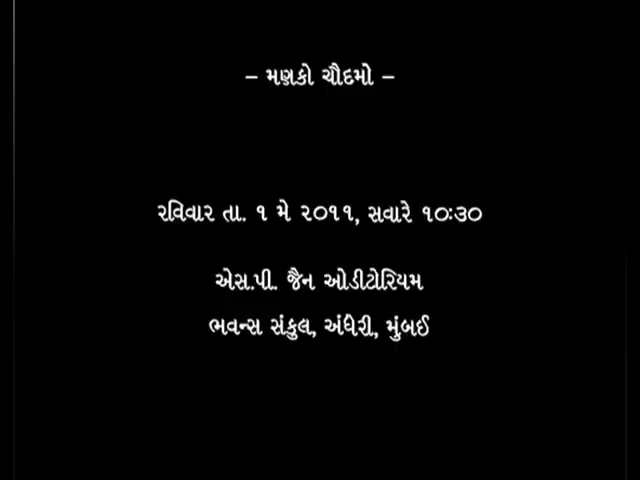 – મણકો ચૌદમો –
રવિવાર તા. ૧ મે ૨૦૧૧, સવારે ૧૦:૩૦
એસ.પી. જૈન ઓડીટોરિયમ
ભવન્સ સંકુલ, અંધેરી, મુંબઈ